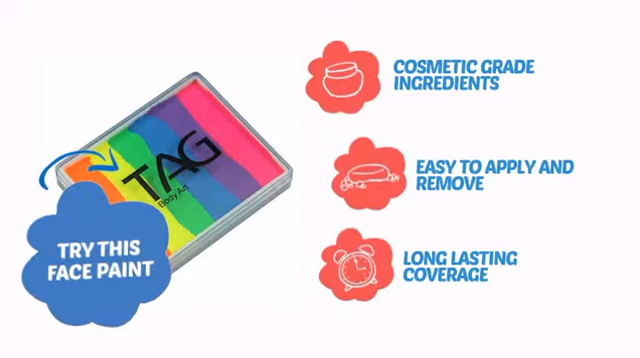 COSMETIC GRADE
INGREDIENTS
TAG
Body Art
EASY TO APPLY AND
REMOVE
TRY THIS
FACE PAINT
LONG LASTING
COVERAGE